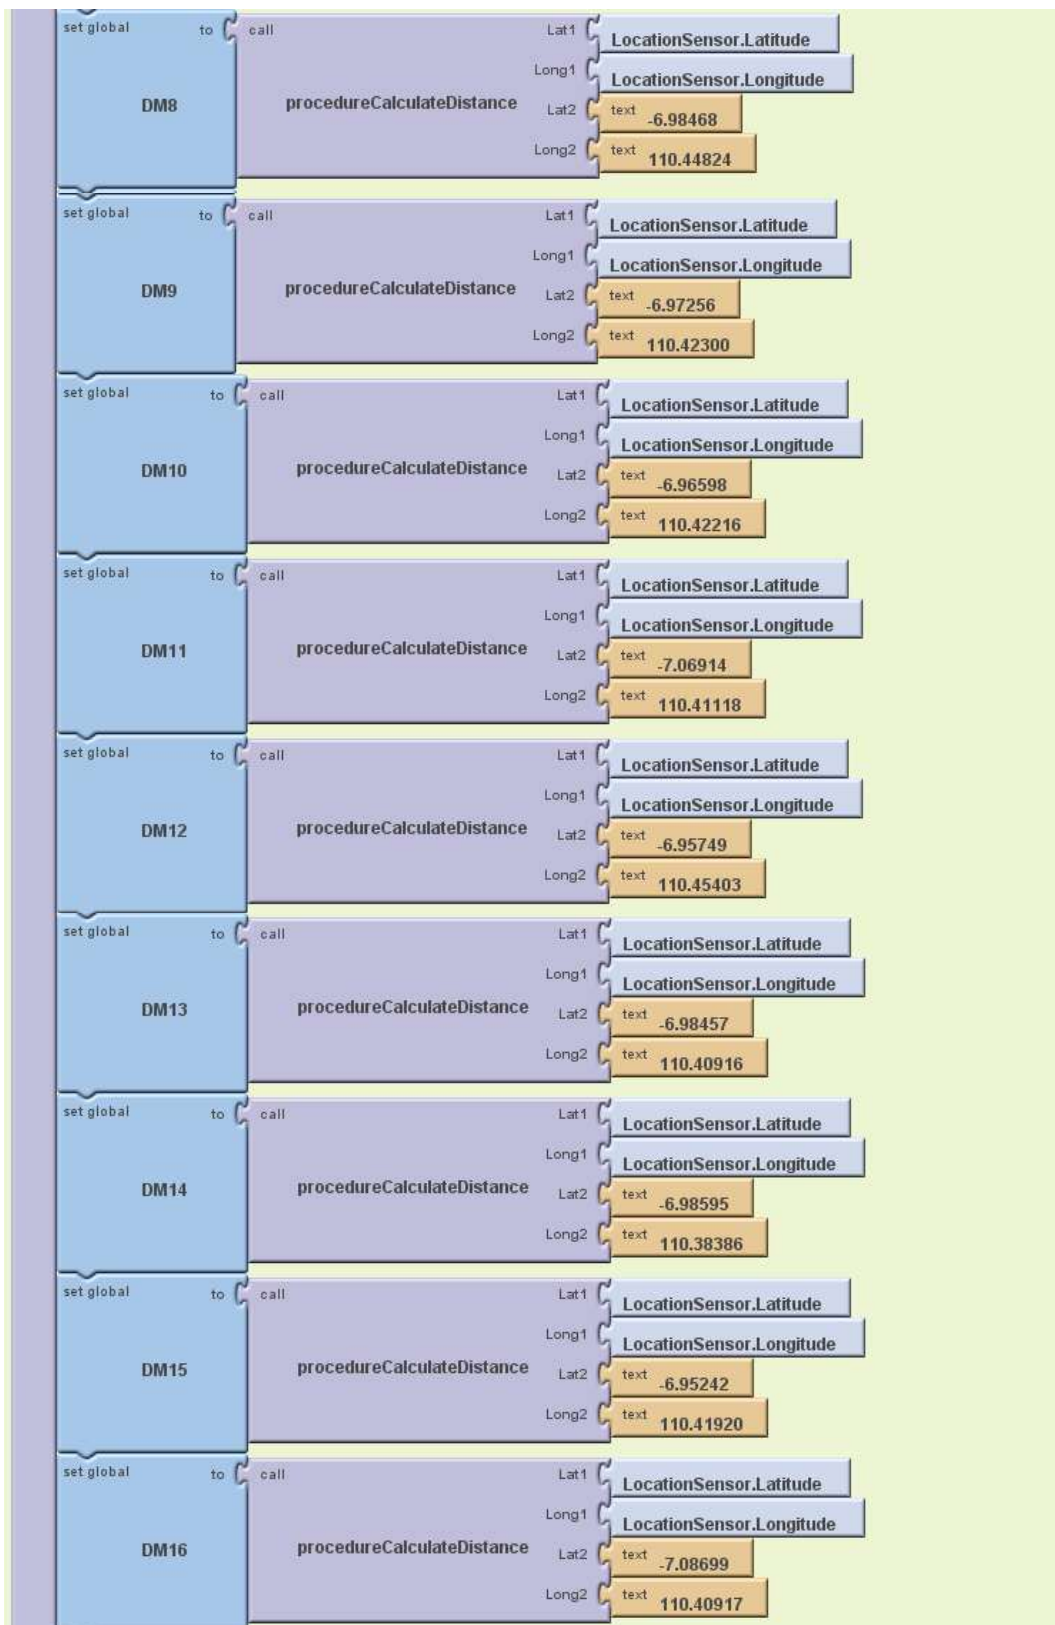 set global to call Lat1 LocationSensor.Latitude
Long1 LocationSensor.Longitude
DM8 procedureCalculateDistance Lat2 text -6.98468
Long2 text 110.44824
set global to call Lat1 LocationSensor.Latitude
Long1 LocationSensor.Longitude
DM9 procedureCalculateDistance Lat2 text -6.97256
Long2 text 110.42300
set global to call Lat1 LocationSensor.Latitude
Long1 LocationSensor.Longitude
DM10 procedureCalculateDistance Lat2 text -6.96598
Long2 text 110.42216
set global to call Lat1 LocationSensor.Latitude
Long1 LocationSensor.Longitude
DM11 procedureCalculateDistance Lat2 text -7.06914
Long2 text 110.41118
set global to call Lat1 LocationSensor.Latitude
Long1 LocationSensor.Longitude
DM12 procedureCalculateDistance Lat2 text -6.95749
Long2 text 110.45403
set global to call Lat1 LocationSensor.Latitude
Long1 LocationSensor.Longitude
DM13 procedureCalculateDistance Lat2 text -6.98457
Long2 text 110.40916
set global to call Lat1 LocationSensor.Latitude
Long1 LocationSensor.Longitude
DM14 procedureCalculateDistance Lat2 text -6.98595
Long2 text 110.38386
set global to call Lat1 LocationSensor.Latitude
Long1 LocationSensor.Longitude
DM15 procedureCalculateDistance Lat2 text -6.95242
Long2 text 110.41920
set global to call Lat1 LocationSensor.Latitude
Long1 LocationSensor.Longitude
DM16 procedureCalculateDistance Lat2 text -7.08699
Long2 text 110.40917